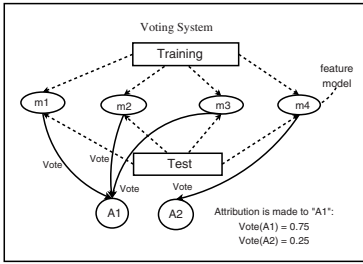 Voting System
Training
feature
model
m1
m2
m3
m4
Vote
Vote
Test
Vote
Vote
A1
A2
Attribution is made to "A1":
Vote(A1) = 0.75
Vote(A2) = 0.25